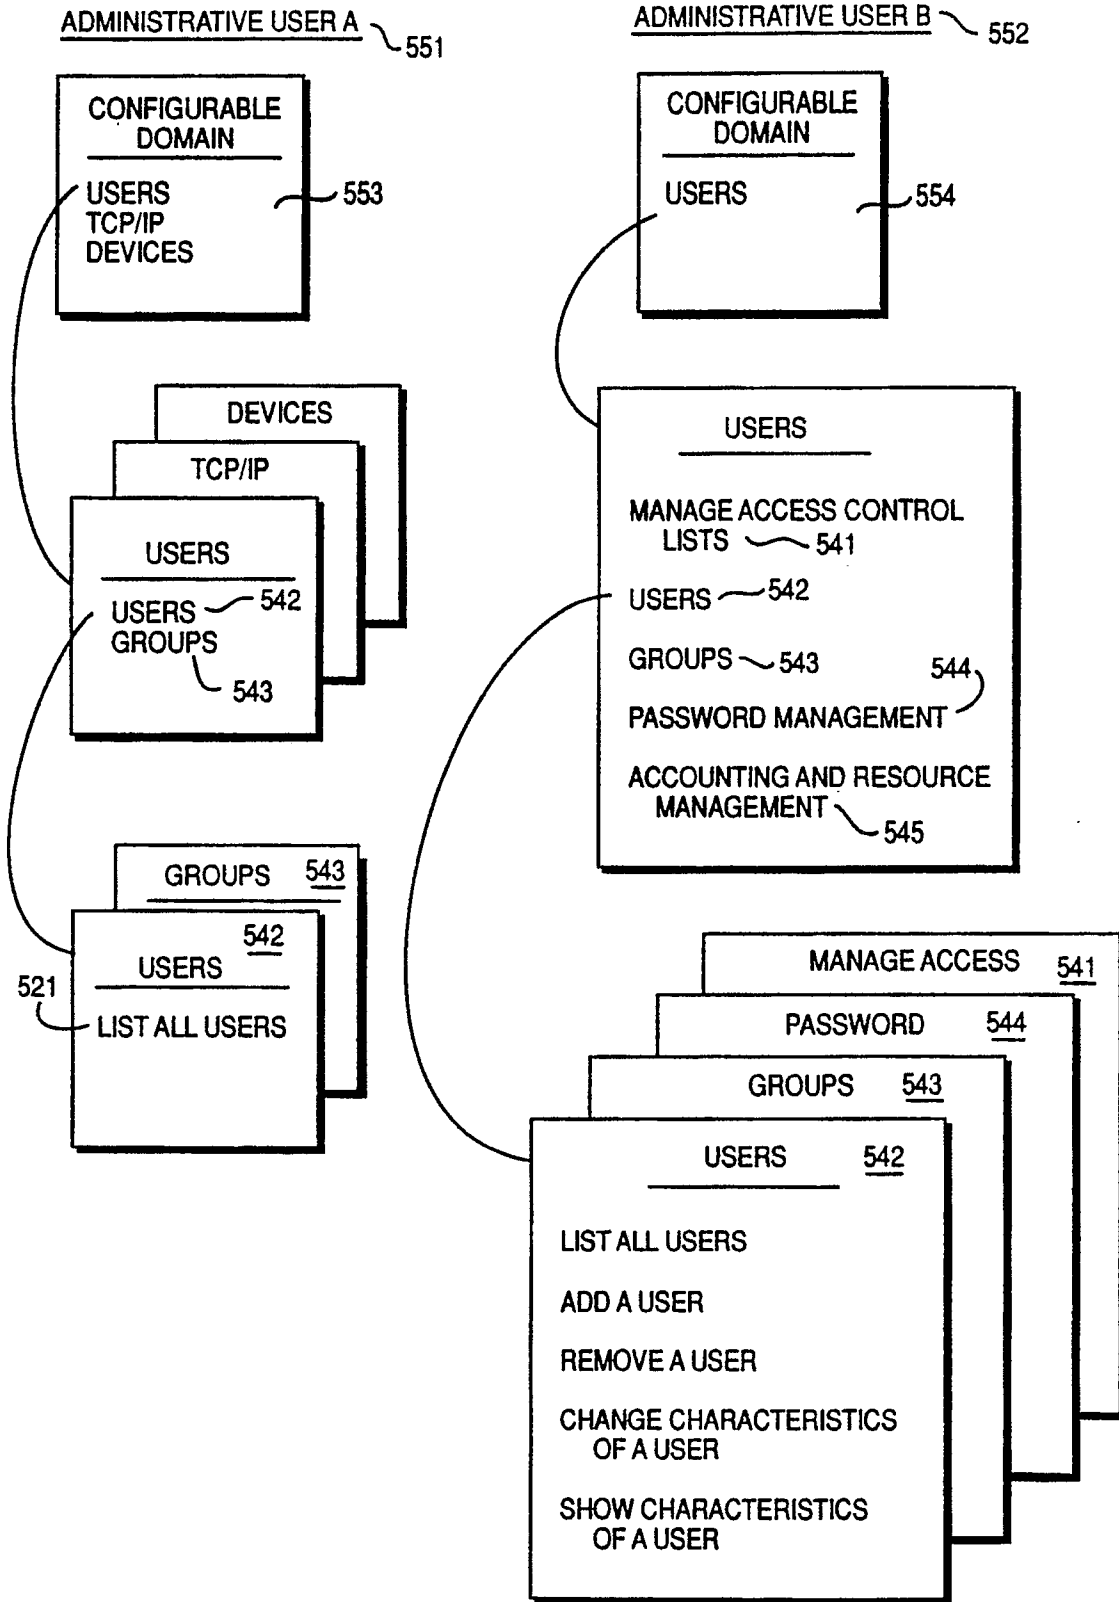 ADMINISTRATIVE USER A 551
CONFIGURABLE
DOMAIN
USERS
TCP/IP
DEVICES
553
DEVICES
TCP/IP
USERS
USERS 542
GROUPS
543
GROUPS 543
542
USERS
521
LIST ALL USERS
ADMINISTRATIVE USER B 552
CONFIGURABLE
DOMAIN
USERS
554
USERS
MANAGE ACCESS CONTROL
LISTS 541
USERS 542
GROUPS 543
544
PASSWORD MANAGEMENT
ACCOUNTING AND RESOURCE
MANAGEMENT
545
MANAGE ACCESS 541
PASSWORD 544
GROUPS 543
USERS 542
LIST ALL USERS
ADD A USER
REMOVE A USER
CHANGE CHARACTERISTICS
OF A USER
SHOW CHARACTERISTICS
OF A USER